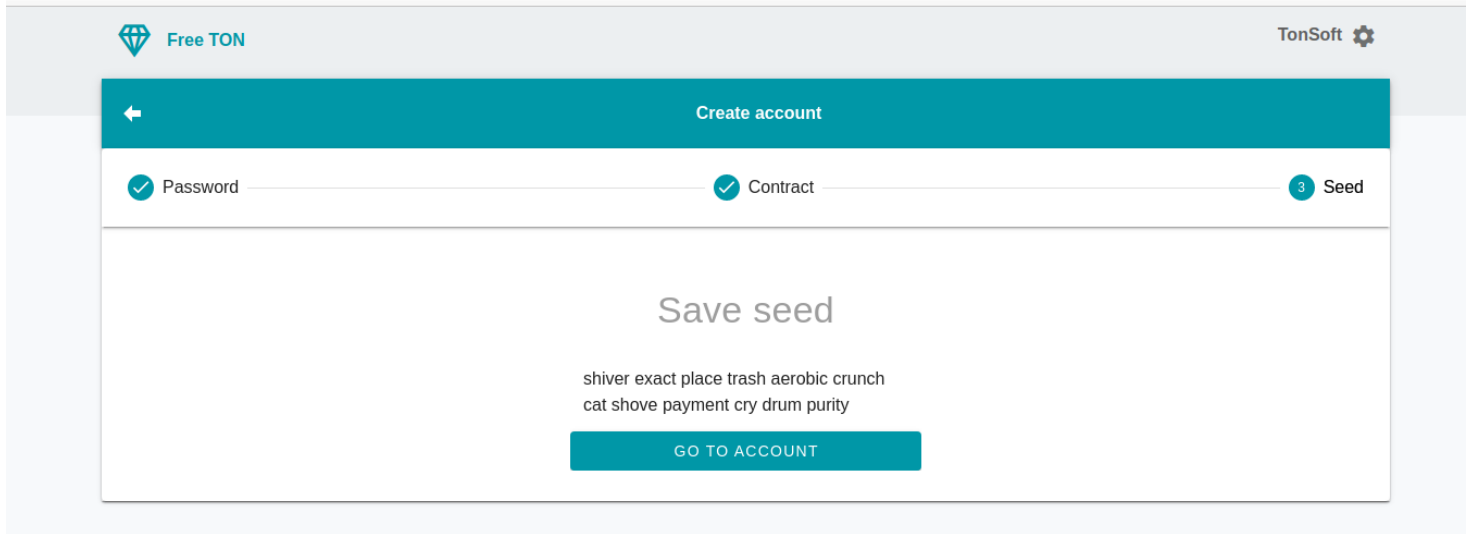 Free TON
TonSoft
Create account
Password
Contract
3 Seed
Save seed
shiver exact place trash aerobic crunch
cat shove payment cry drum purity
GO TO ACCOUNT